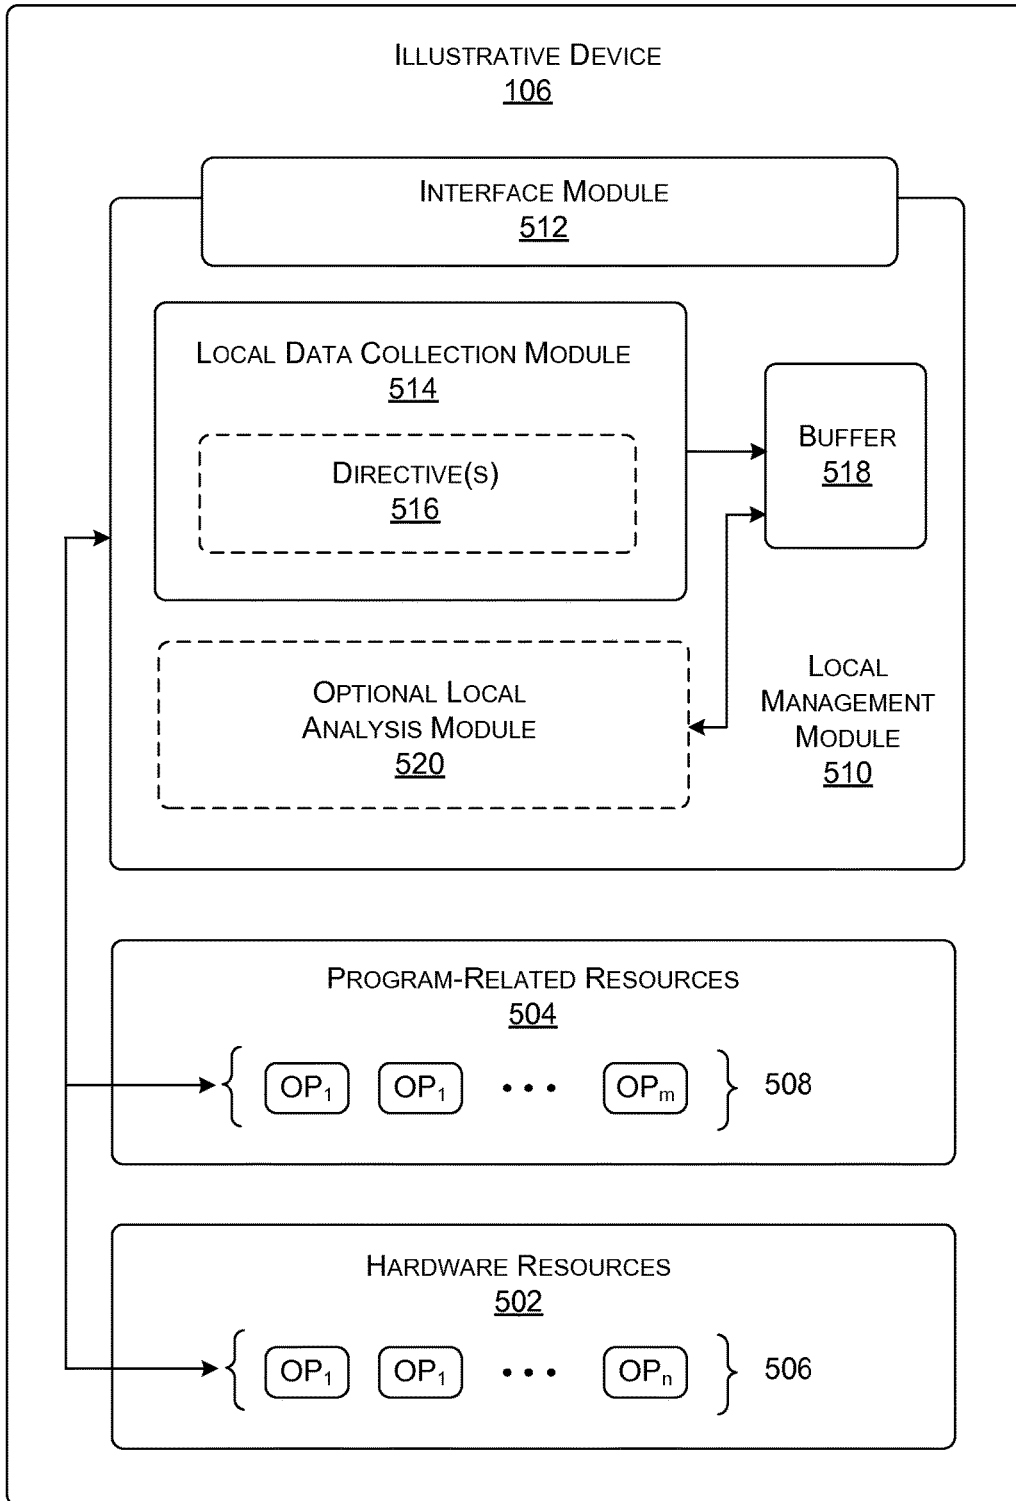 ILLUSTRATIVE DEVICE
106
INTERFACE MODULE
512
LOCAL DATA COLLECTION MODULE
514
DIRECTIVE(S)
516
BUFFER
518
OPTIONAL LOCAL
ANALYSIS MODULE
520
LOCAL
MANAGEMENT
MODULE
510
PROGRAM-RELATED RESOURCES
504
OP1 OP1 • • • OPm 508
HARDWARE RESOURCES
502
OP1 OP1 • • • OPn 506